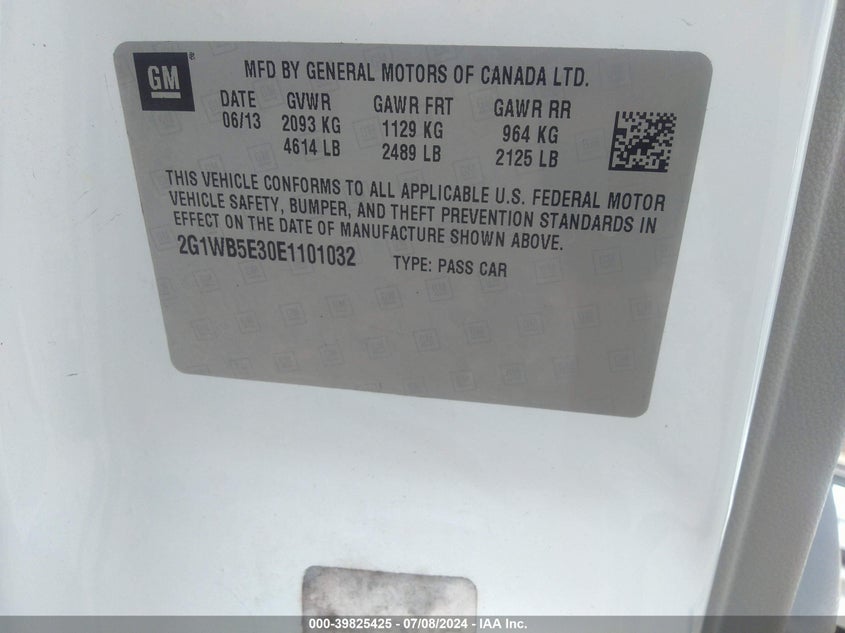 GM®
MFD BY GENERAL MOTORS OF CANADA LTD.
DATE GVWR GAWR FRT GAWR RR
06/13 2093 KG 1129 KG 964 KG
4614 LB 2489 LB 2125 LB
THIS VEHICLE CONFORMS TO ALL APPLICABLE U.S. FEDERAL MOTOR
VEHICLE SAFETY, BUMPER, AND THEFT PREVENTION STANDARDS IN
EFFECT ON THE DATE OF MANUFACTURE SHOWN ABOVE.
2G1WB5E30E1101032 TYPE: PASS CAR
000-39825425 - 07/08/2024 - IAA Inc.